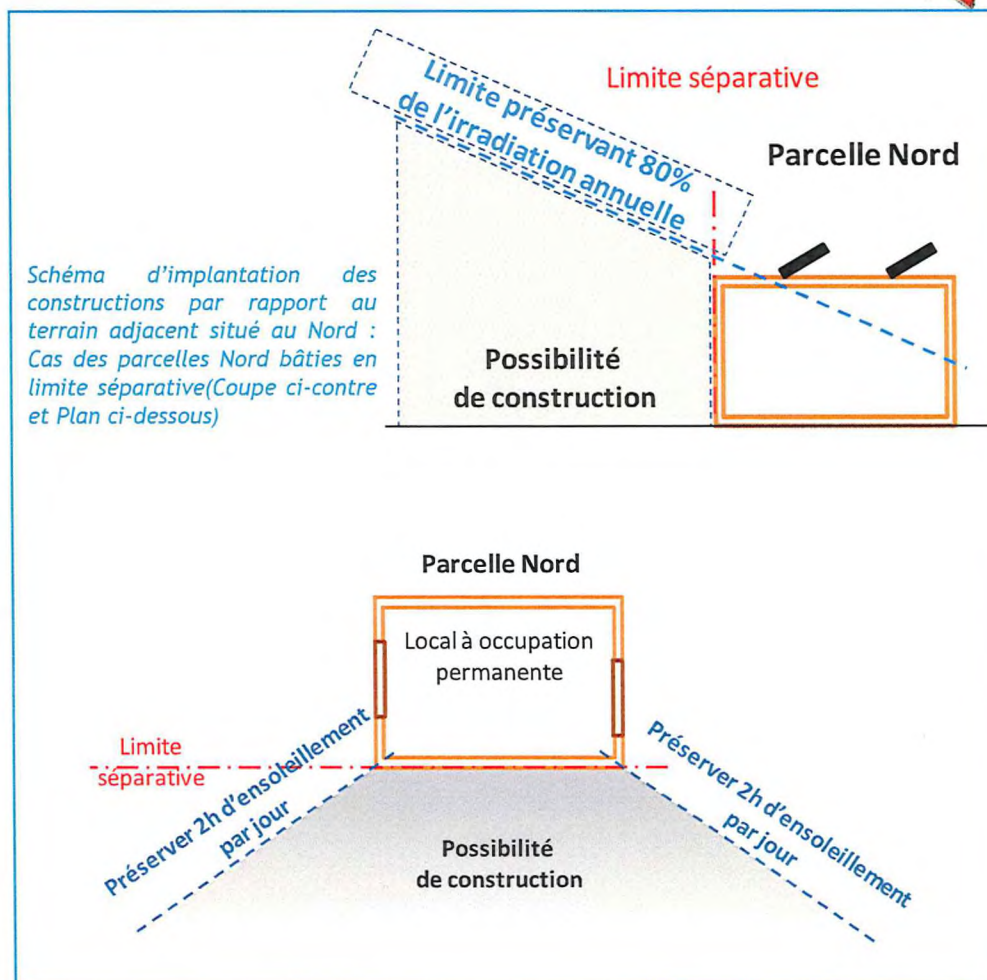 Limite séparative
Limite préservant 80%
de l'irradiation annuelle
Parcelle Nord
Schéma d'implantation des
constructions par rapport au
terrain adjacent situé au Nord :
Cas des parcelles Nord bâties en
limite séparative(Coupe ci-contre
et Plan ci-dessous)
Possibilité
de construction
Parcelle Nord
Local à occupation
permanente
Limite
séparative
Préserver 2h d'ensoleillement
par jour
Préserver 2h d'ensoleillement
par jour
Possibilité
de construction